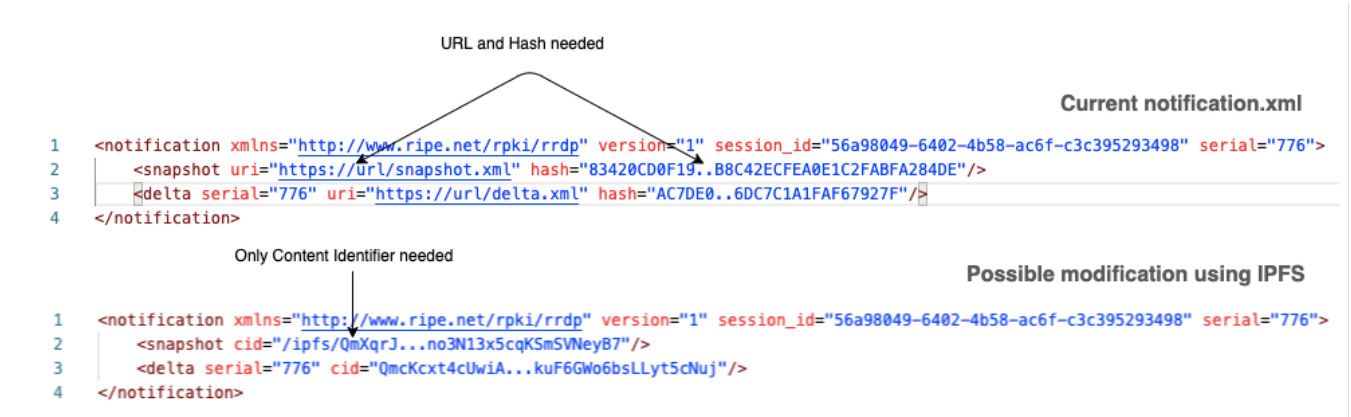 URL and Hash needed
Current notification.xml
1 <notification xmlns="http://www.ripe.net/rpki/rrdp" version="1" session_id="56a98049-6402-4b58-ac6f-c3c395293498" serial="776">
2 <snapshot uri="https://url/snapshot.xml" hash="83420CD0F19..B8C42ECFEA0E1C2FABFA284DE"/>
3 <delta serial="776" uri="https://url/delta.xml" hash="AC7DE0..6DC7C1A1FAF67927F"/>
4 </notification>
Only Content Identifier needed
Possible modification using IPFS
1 <notification xmlns="http://www.ripe.net/rpki/rrdp" version="1" session_id="56a98049-6402-4b58-ac6f-c3c395293498" serial="776">
2 <snapshot cid="/ipfs/QmXqrJ...no3N13x5cqKSmSVNeyB7"/>
3 <delta serial="776" cid="QmcKcxt4cUwiA...kuF6GWo6bsLLyt5cNuj"/>
4 </notification>